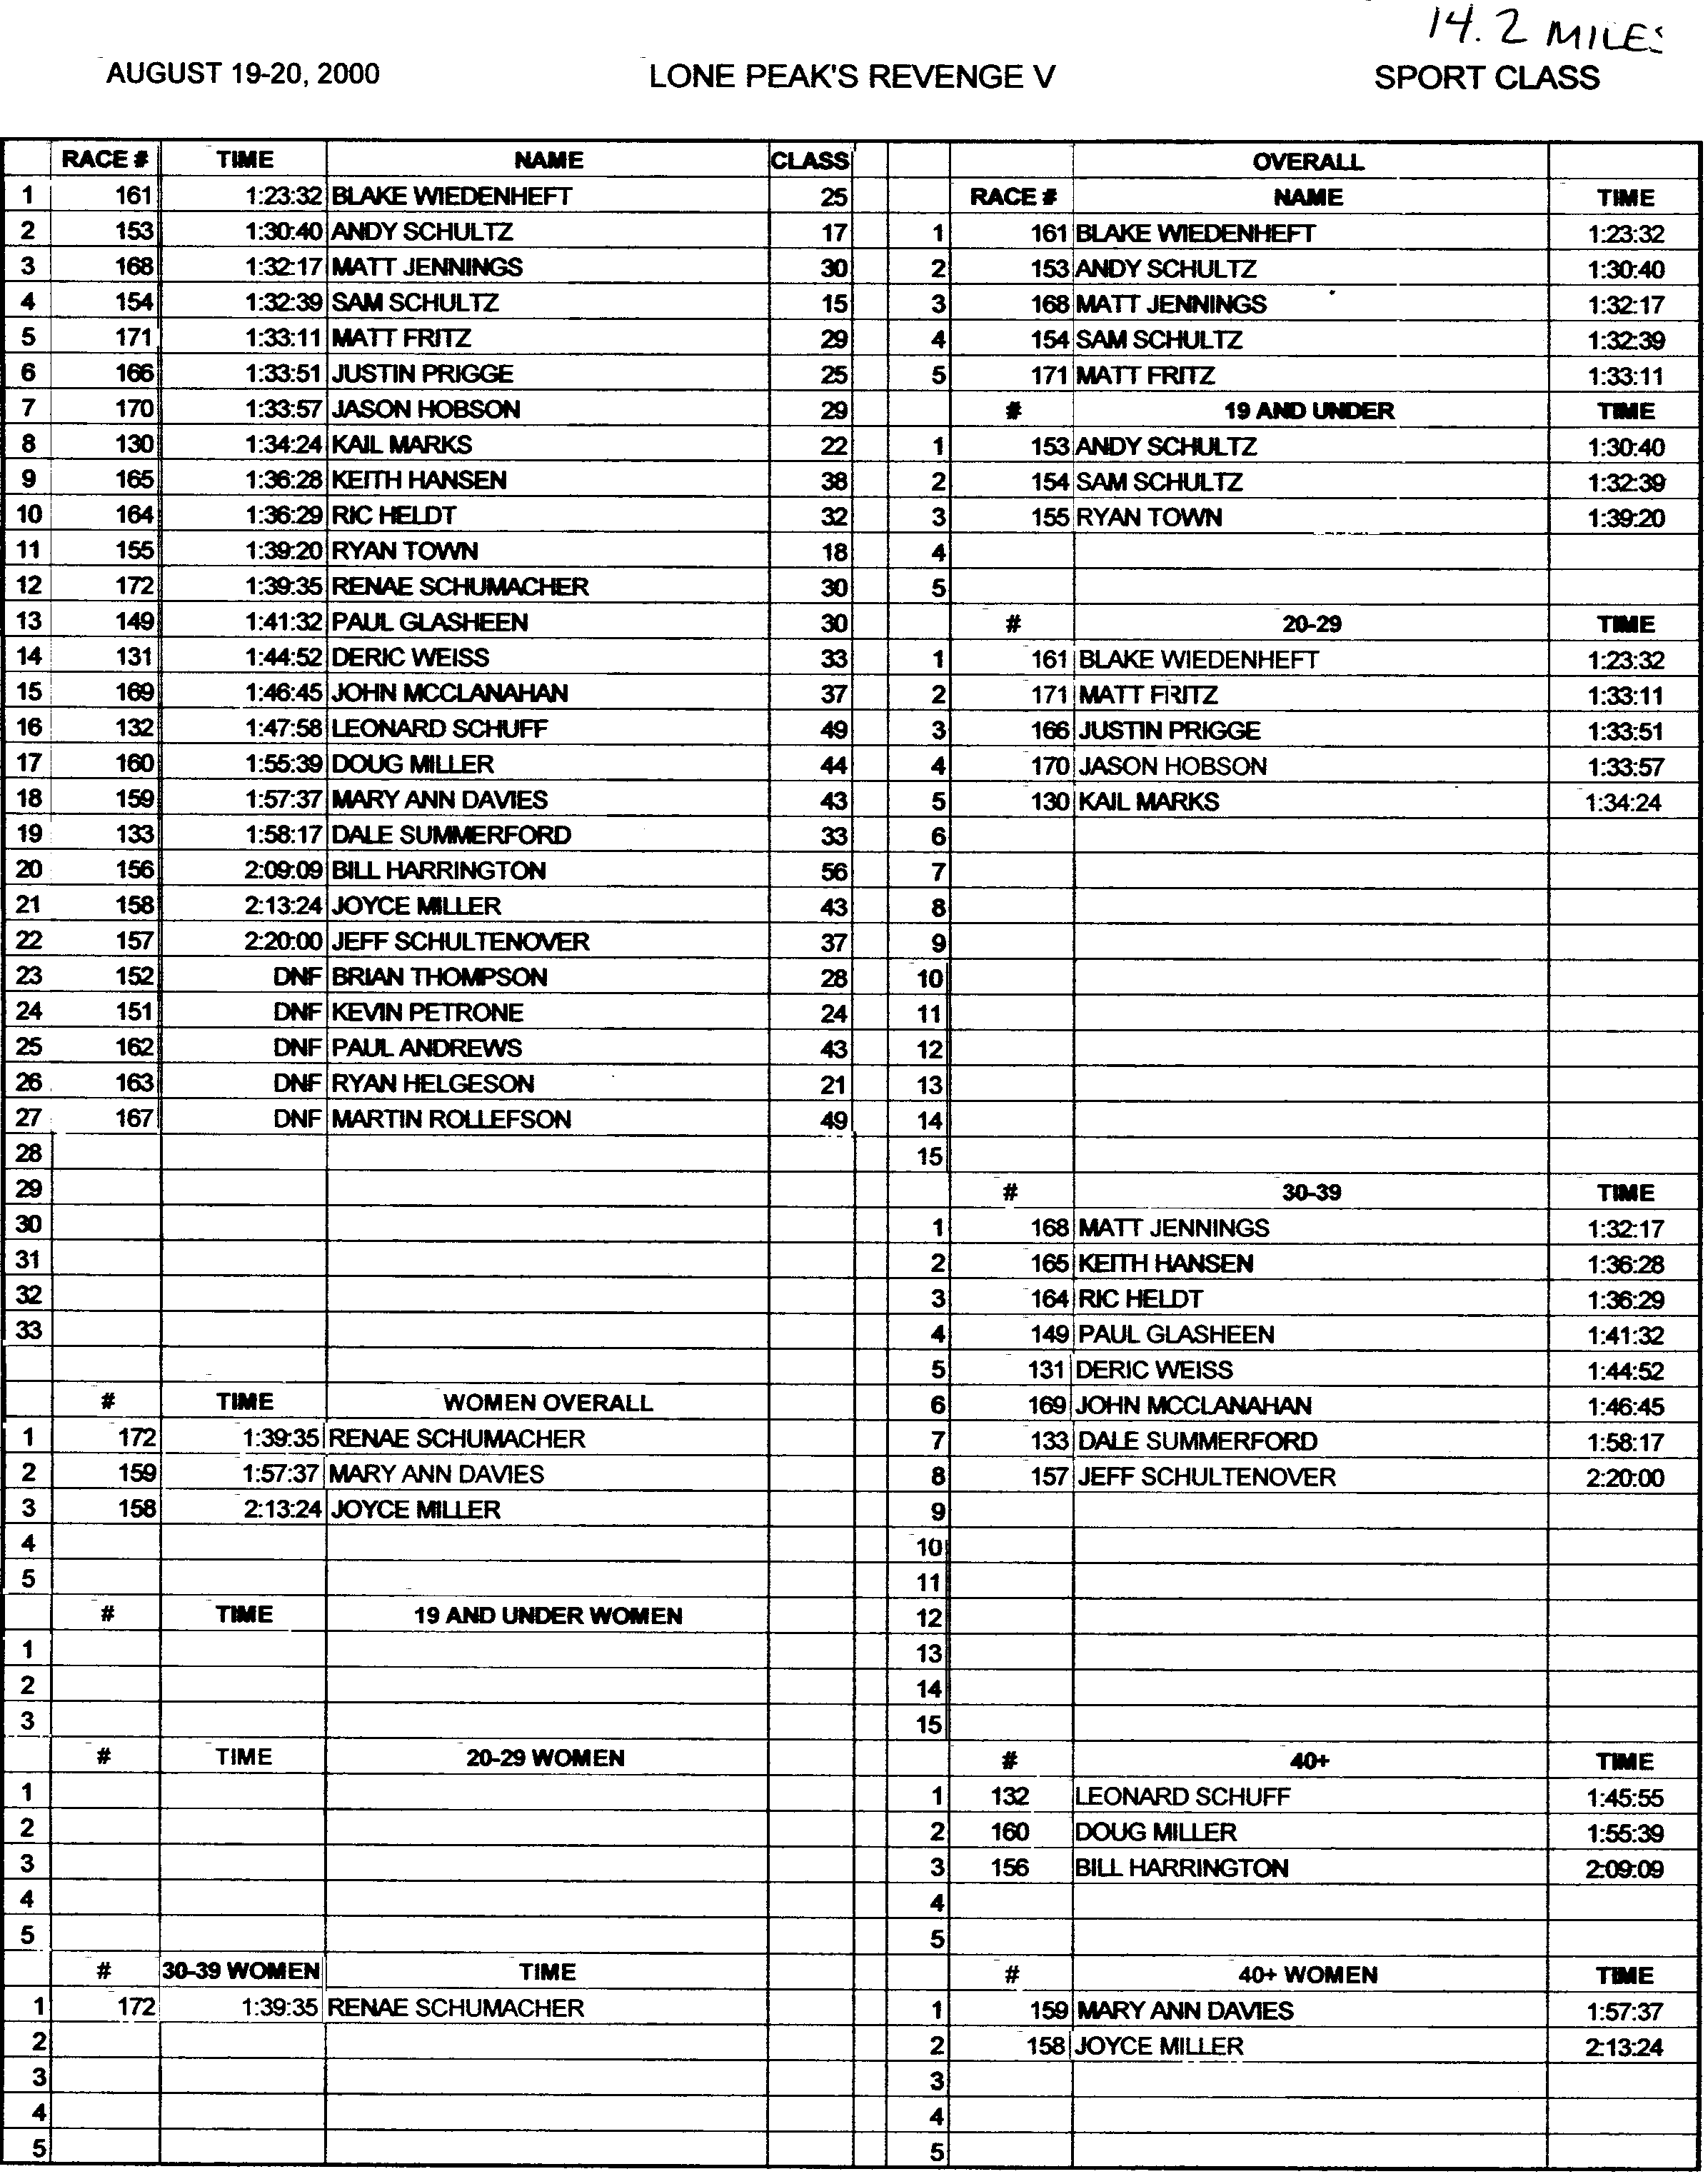 14.2 MILES
AUGUST 19-20, 2000 LONE PEAK'S REVENGE V SPORT CLASS
RACE # TIME NAME CLASS OVERALL
1 161 1:23:32 BLAKE WIEDENHEFT 25 RACE # NAME TIME
2 153 1:30:40 ANDY SCHULTZ 17 1 161 BLAKE WIEDENHEFT 1:23:32
3 168 1:32:17 MATT JENNINGS 30 2 153 ANDY SCHULTZ 1:30:40
4 154 1:32:39 SAM SCHULTZ 15 3 168 MATT JENNINGS 1:32:17
5 171 1:33:11 MATT FRITZ 29 4 154 SAM SCHULTZ 1:32:39
6 166 1:33:51 JUSTIN PRIGGE 25 5 171 MATT FRITZ 1:33:11
7 170 1:33:57 JASON HOBSON 29 # 19 AND UNDER TIME
8 130 1:34:24 KAIL MARKS 22 1 153 ANDY SCHULTZ 1:30:40
9 165 1:36:28 KEITH HANSEN 38 2 154 SAM SCHULTZ 1:32:39
10 164 1:36:29 RIC HELDT 32 3 155 RYAN TOWN 1:39:20
11 155 1:39:20 RYAN TOWN 18 4
12 172 1:39:35 RENAE SCHUMACHER 30 5
13 149 1:41:32 PAUL GLASHEEN 30 # 20-29 TIME
14 131 1:44:52 DERIC WEISS 33 1 161 BLAKE WIEDENHEFT 1:23:32
15 169 1:46:45 JOHN MCCLANAHAN 37 2 171 MATT FRITZ 1:33:11
16 132 1:47:58 LEONARD SCHUFF 49 3 166 JUSTIN PRIGGE 1:33:51
17 160 1:55:39 DOUG MILLER 44 4 170 JASON HOBSON 1:33:57
18 159 1:57:37 MARY ANN DAVIES 43 5 130 KAIL MARKS 1:34:24
19 133 1:58:17 DALE SUMMERFORD 33 6
20 156 2:09:09 BILL HARRINGTON 56 7
21 158 2:13:24 JOYCE MILLER 43 8
22 157 2:20:00 JEFF SCHULTENOVER 37 9
23 152 DNF BRIAN THOMPSON 28 10
24 151 DNF KEVIN PETRONE 24 11
25 162 DNF PAUL ANDREWS 43 12
26 163 DNF RYAN HELGESON 21 13
27 167 DNF MARTIN ROLLEFSON 49 14
28 15
29 # 30-39 TIME
30 1 168 MATT JENNINGS 1:32:17
31 2 165 KEITH HANSEN 1:36:28
32 3 164 RIC HELDT 1:36:29
33 4 149 PAUL GLASHEEN 1:41:32
5 131 DERIC WEISS 1:44:52
# TIME WOMEN OVERALL 6 169 JOHN MCCLANAHAN 1:46:45
1 172 1:39:35 RENAE SCHUMACHER 7 133 DALE SUMMERFORD 1:58:17
2 159 1:57:37 MARY ANN DAVIES 8 157 JEFF SCHULTENOVER 2:20:00
3 158 2:13:24 JOYCE MILLER 9
4 10
5 11
# TIME 19 AND UNDER WOMEN 12
1 13
2 14
3 15
# TIME 20-29 WOMEN # 40+ TIME
1 1 132 LEONARD SCHUFF 1:45:55
2 2 160 DOUG MILLER 1:55:39
3 3 156 BILL HARRINGTON 2:09:09
4 4
5 5
# 30-39 WOMEN TIME # 40+ WOMEN TIME
1 172 1:39:35 RENAE SCHUMACHER 1 159 MARY ANN DAVIES 1:57:37
2 2 158 JOYCE MILLER 2:13:24
3 3
4 4
5 5